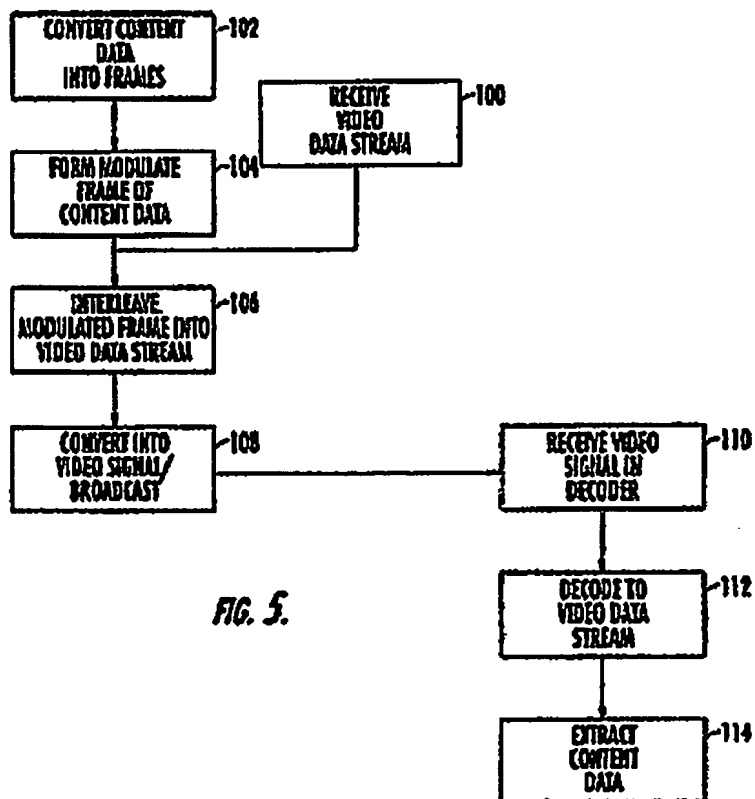 CONVERT CONTENT
DATA
INTO FRAMES
102
RECEIVE
VIDEO
DATA STREAM
100
FORM MODULATE
FRAME OF
CONTENT DATA
104
INTERLEAVE
MODULATED FRAME INTO
VIDEO DATA STREAM
106
CONVERT INTO
VIDEO SIGNAL/
BROADCAST
108
RECEIVE VIDEO
SIGNAL IN
DECODER
110
DECODE TO
VIDEO DATA
STREAM
112
EXTRACT
CONTENT
DATA
114
FIG. 5.